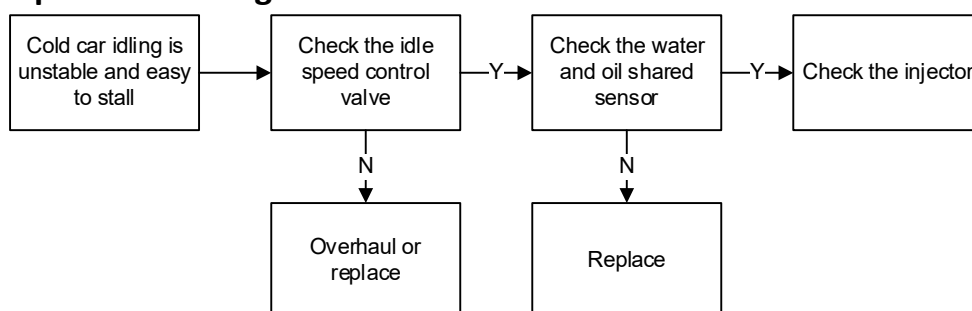 Cold car idling is
unstable and easy
to stall
Check the idle
speed control
valve
Y
Check the water
and oil shared
sensor
Y
Check the injector
N
N
Overhaul or
replace
Replace